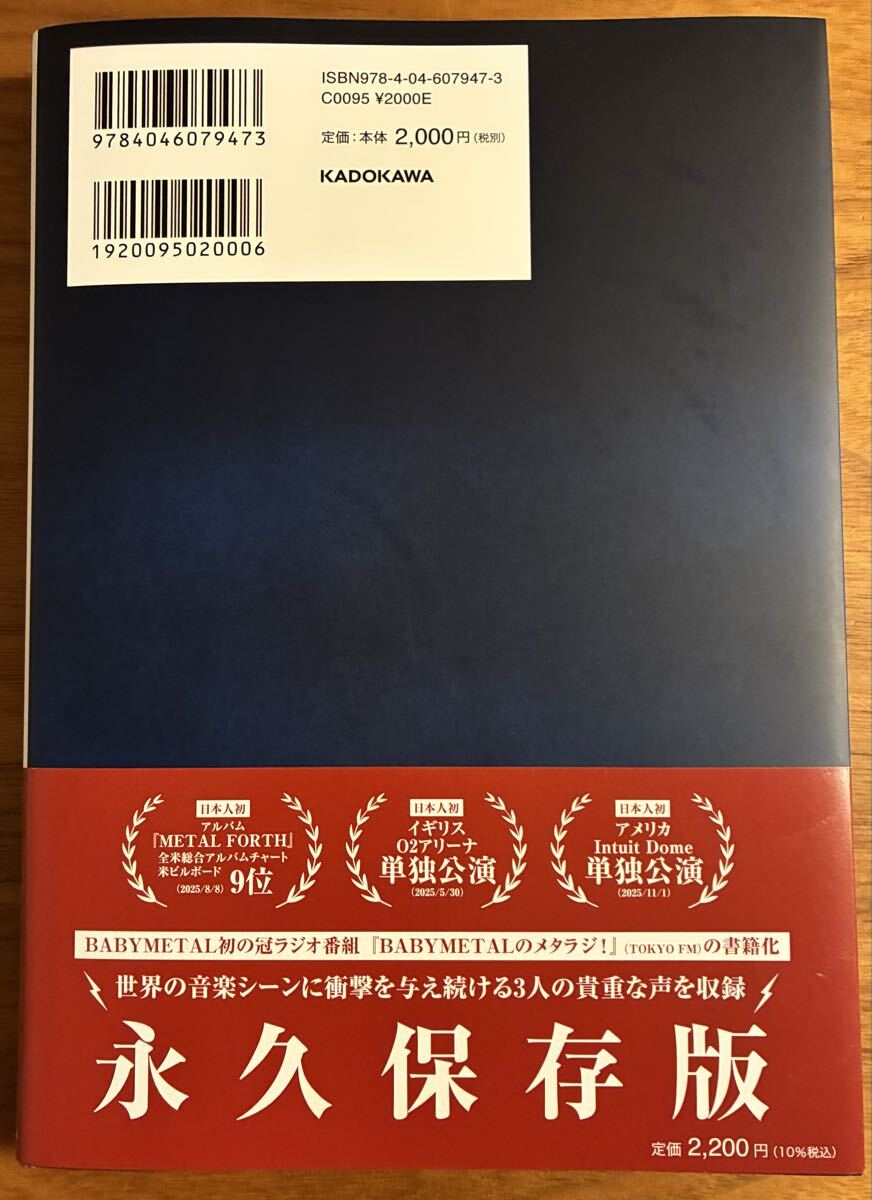 ISBN978-4-04-607947-3
C0095 ¥2000E
定価:本体 2,000円(税別)
KADOKAWA
9784046079473
1920095020006
日本人初
アルバム
『METAL FORTH』
全米総合アルバムチャート
米ビルボード
(2025/8/8) 9位
日本人初
イギリス
O2アリーナ
単独公演
(2025/5/30)
日本人初
アメリカ
Intuit Dome
単独公演
(2025/11/1)
BABYMETAL初の冠ラジオ番組『BABYMETALのメタラジ!』(TOKYO FM)の書籍化
世界の音楽シーンに衝撃を与え続ける3人の貴重な声を収録
永久保存版
定価 2,200円(10%税込)